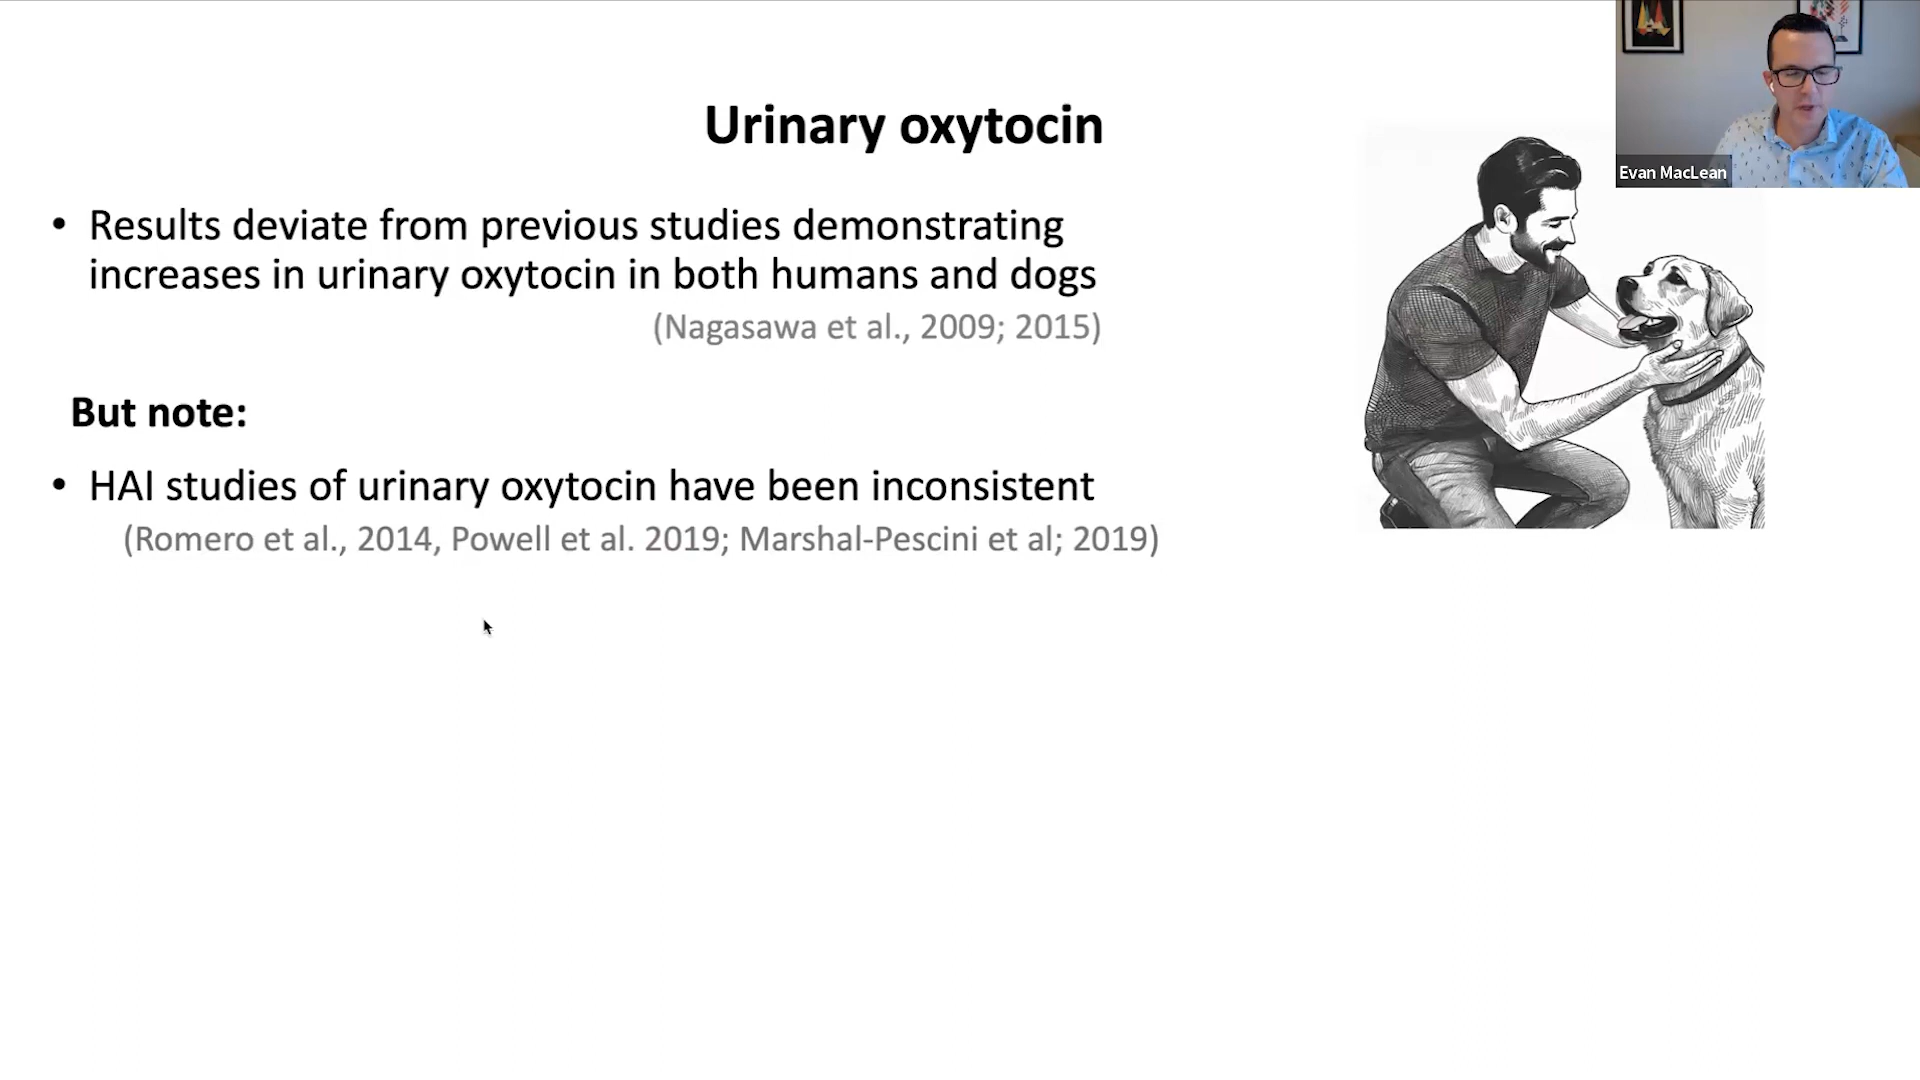 Urinary oxytocin
Evan MacLean
• Results deviate from previous studies demonstrating
increases in urinary oxytocin in both humans and dogs
(Nagasawa et al., 2009; 2015)
But note:
• HAI studies of urinary oxytocin have been inconsistent
(Romero et al., 2014, Powell et al. 2019; Marshal-Pescini et al; 2019)